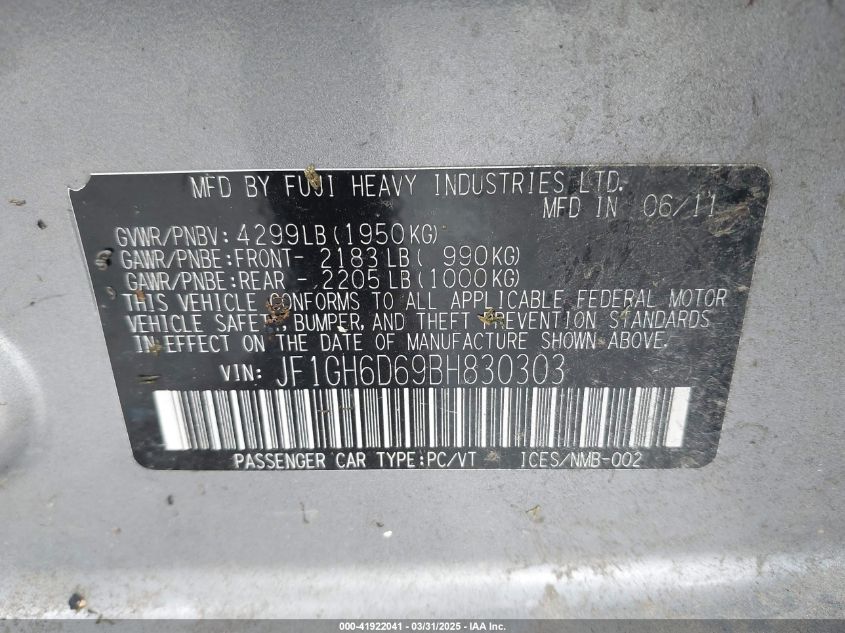 MFD BY FUJI HEAVY INDUSTRIES LTD.
MFD IN 06/11
GVWR/PNBV: 4299LB(1950KG)
GAWR/PNBE:FRONT- 2183LB( 990KG)
GAWR/PNBE:REAR - 2205LB(1000KG)
THIS VEHICLE CONFORMS TO ALL APPLICABLE FEDERAL MOTOR
VEHICLE SAFETY, BUMPER, AND THEFT PREVENTION STANDARDS
IN EFFECT ON THE DATE OF MANUFACTURE SHOWN ABOVE.
VIN: JF1GH6D69BH830303
PASSENGER CAR TYPE:PC/VT ICES/NMB-002
000-41922041 - 03/31/2025 - IAA Inc.